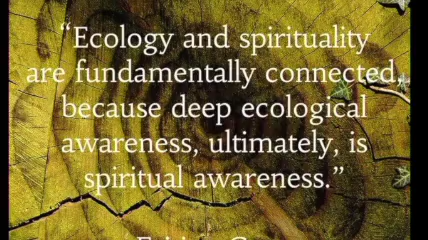 “Ecology and spirituality
are fundamentally connected,
because deep ecological
awareness, ultimately, is
spiritual awareness.”